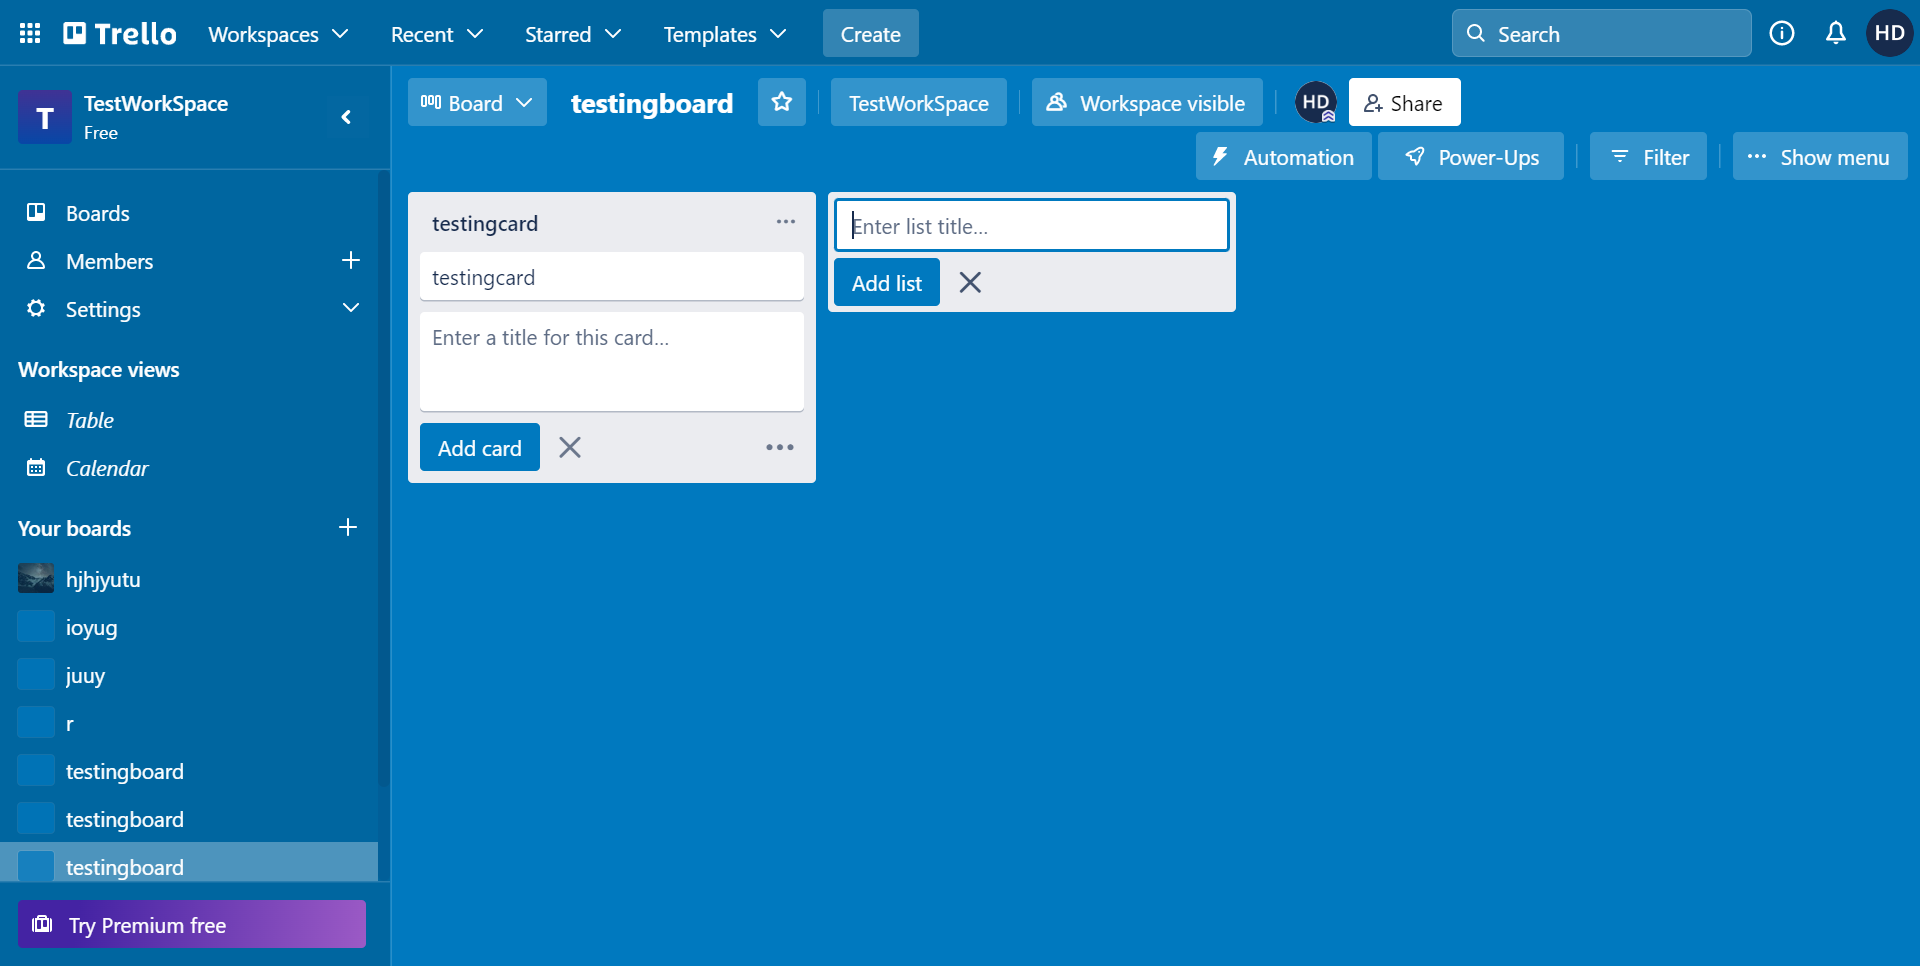 Trello Workspaces Recent Starred Templates Create Search HD
T TestWorkSpace
Free
Board testingboard TestWorkSpace Workspace visible HD Share
Automation Power-Ups Filter Show menu
Boards
Members
Settings
Workspace views
Table
Calendar
Your boards
hjhjyutu
ioyug
juuy
r
testingboard
testingboard
testingboard
Try Premium free
testingcard
testingcard
Enter a title for this card…
Add card
Enter list title…
Add list